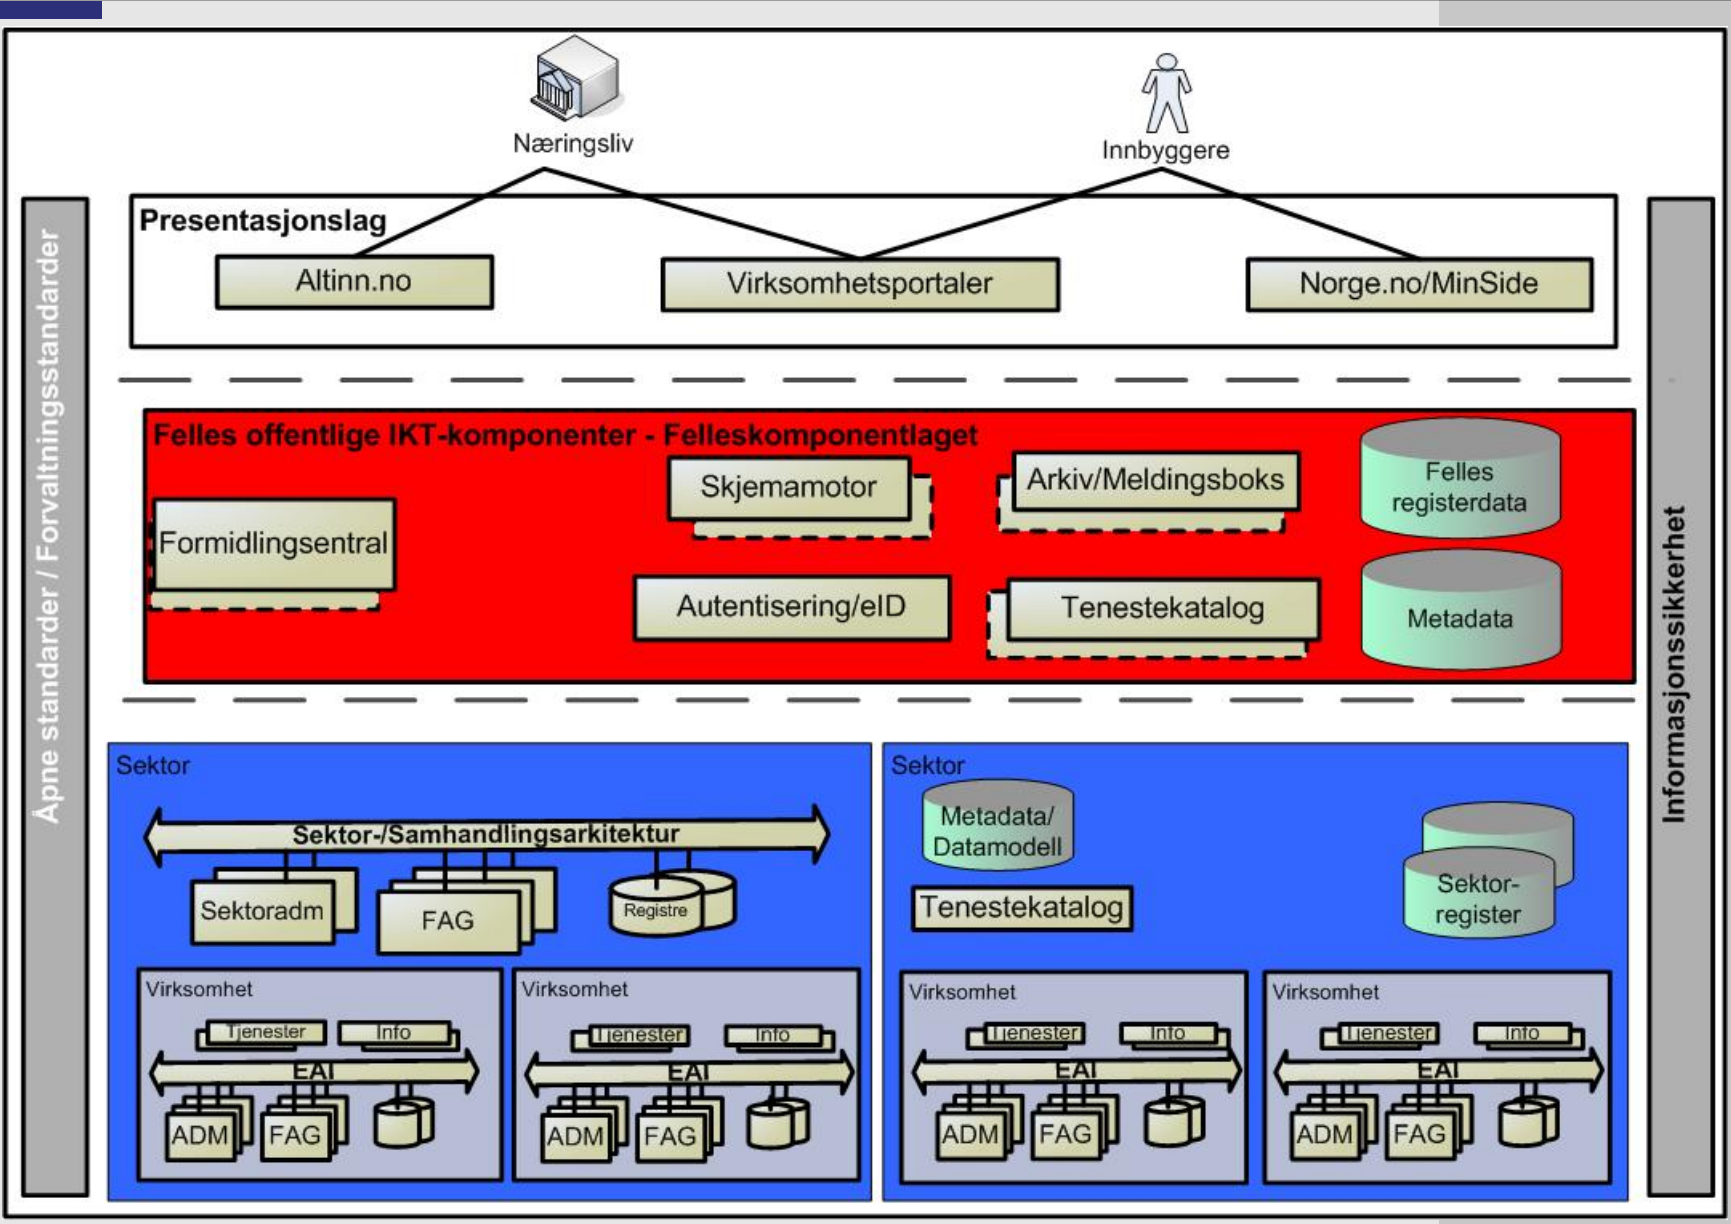 Næringsliv
Innbyggere
Presentasjonslag
Altinn.no
Virksomhetsportaler
Norge.no/MinSide
Åpne standarder / Forvaltningsstandarder
Informasjonssikkerhet
Felles offentlige IKT-komponenter - Felleskomponentlaget
Formidlingsentral
Skjemamotor
Arkiv/Meldingsboks
Felles
registerdata
Autentisering/eID
Tenestekatalog
Metadata
Sektor
Sektor-/Samhandlingsarkitektur
Sektoradm
FAG
Registre
Sektor
Metadata/
Datamodell
Tenestekatalog
Sektor-
register
Virksomhet
Tjenester
Info
EAI
ADM
FAG
Virksomhet
Tjenester
Info
EAI
ADM
FAG
Virksomhet
Tjenester
Info
EAI
ADM
FAG
Virksomhet
Tjenester
Info
EAI
ADM
FAG